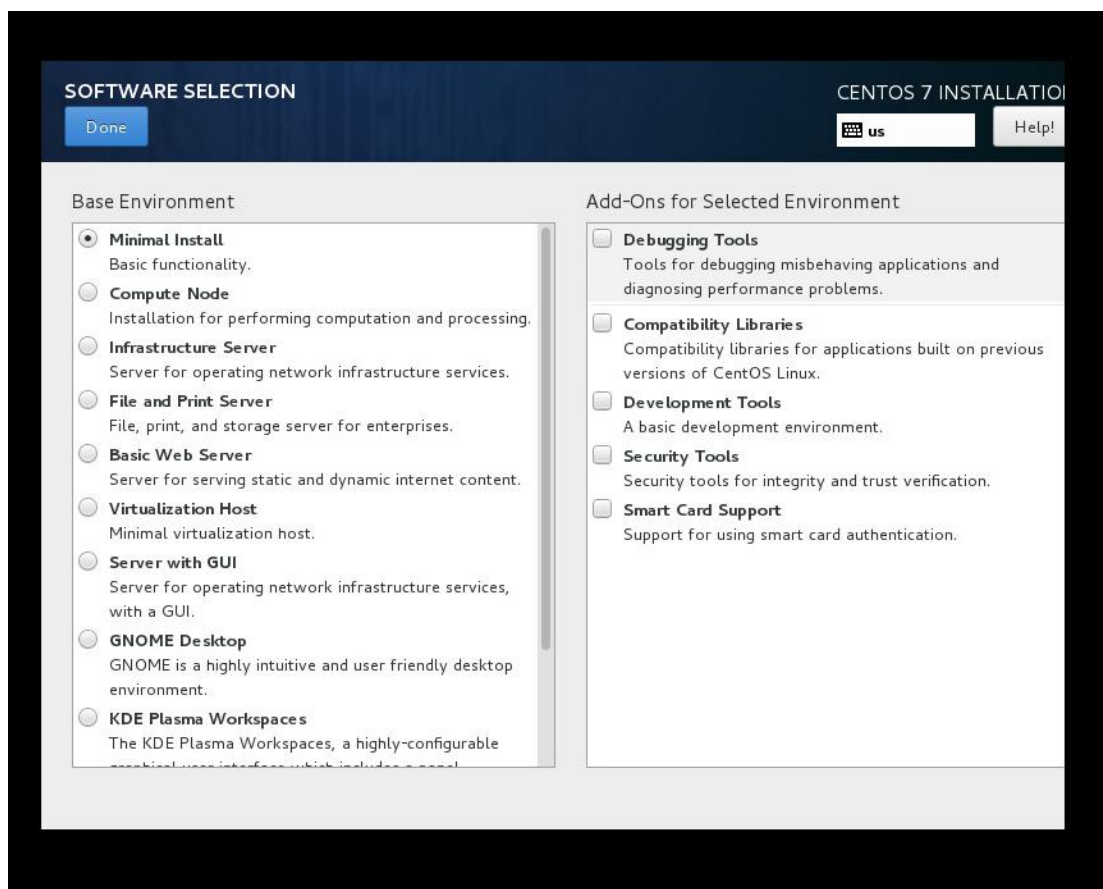 SOFTWARE SELECTION
CENTOS 7 INSTALLATIO
Done
us
Help!
Base Environment
Minimal Install
Basic functionality.
Compute Node
Installation for performing computation and processing.
Infrastructure Server
Server for operating network infrastructure services.
File and Print Server
File, print, and storage server for enterprises.
Basic Web Server
Server for serving static and dynamic internet content.
Virtualization Host
Minimal virtualization host.
Server with GUI
Server for operating network infrastructure services,
with a GUI.
GNOME Desktop
GNOME is a highly intuitive and user friendly desktop
environment.
KDE Plasma Workspaces
The KDE Plasma Workspaces, a highly-configurable
Add-Ons for Selected Environment
Debugging Tools
Tools for debugging misbehaving applications and
diagnosing performance problems.
Compatibility Libraries
Compatibility libraries for applications built on previous
versions of CentOS Linux.
Development Tools
A basic development environment.
Security Tools
Security tools for integrity and trust verification.
Smart Card Support
Support for using smart card authentication.